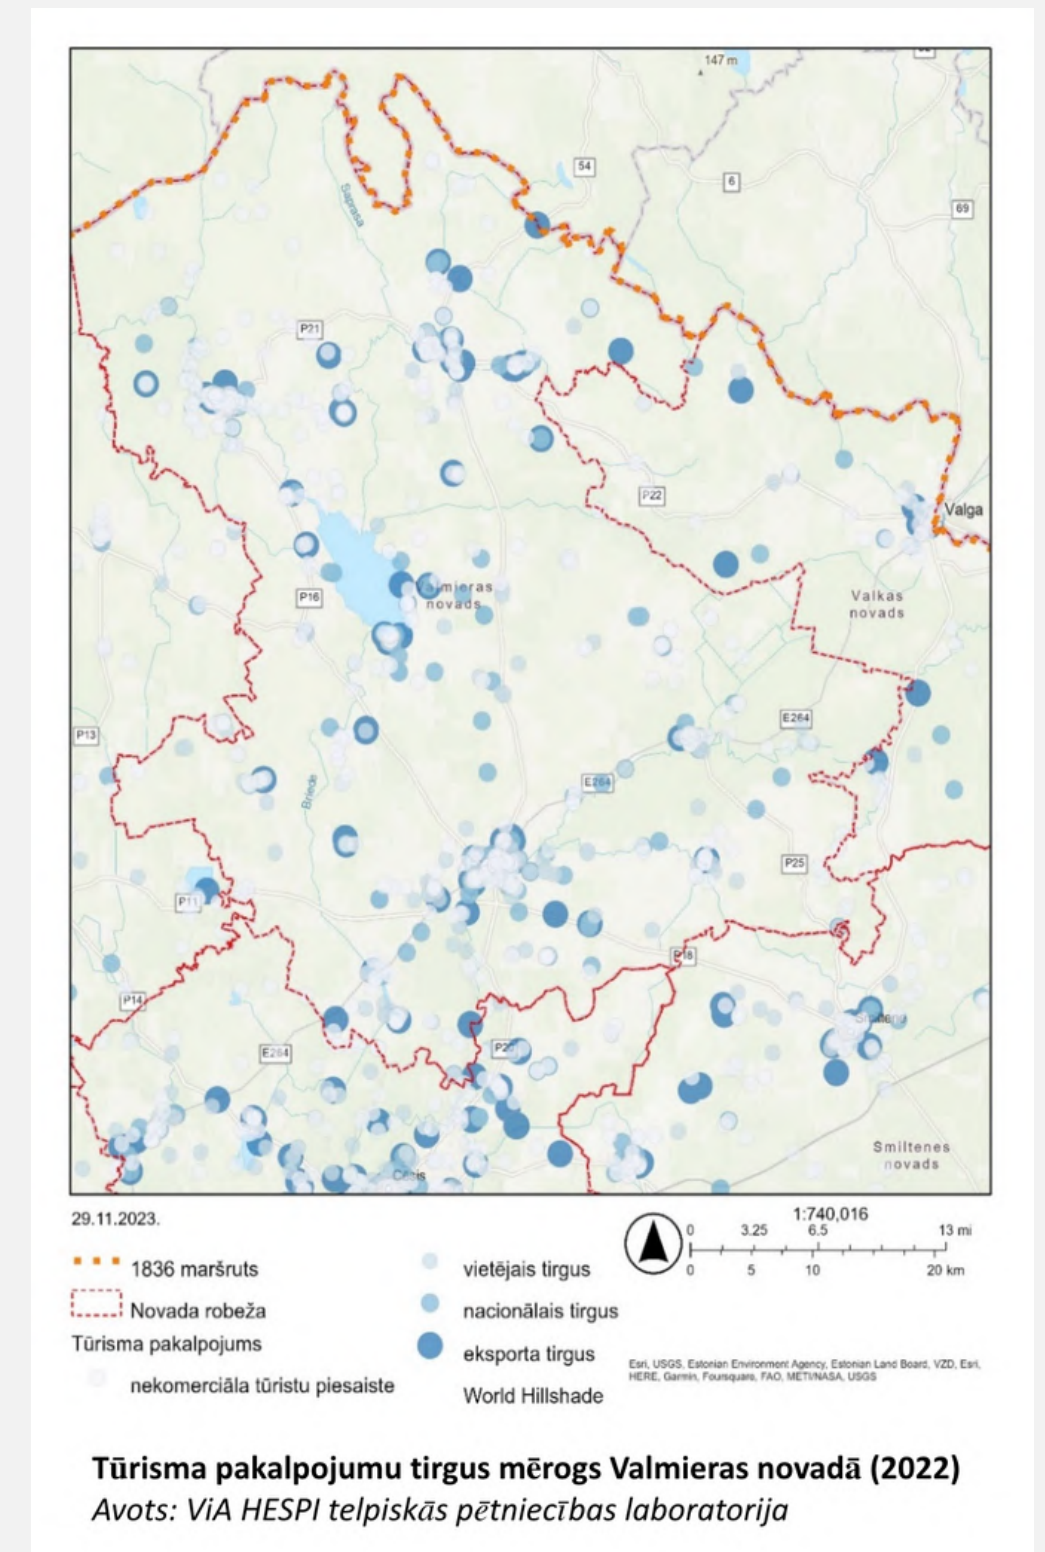 147 m
54
6
69
Saprasa
P21
P22
Valga
Valmieras
novads
P16
Valkas
novads
P13
E264
Briede
E264
P25
P11
P18
P14
E264
Smiltenes
novads
Cēsis
29.11.2023.
1:740,016
0 3.25 6.5 13 mi
0 5 10 20 km
1836 maršruts
Novada robeža
Tūrisma pakalpojums
nekomerciāla tūristu piesaiste
vietējais tirgus
nacionālais tirgus
eksporta tirgus
World Hillshade
Esri, USGS, Estonian Environment Agency, Estonian Land Board, VZD, Esri,
HERE, Garmin, Foursquare, FAO, METI/NASA, USGS
Tūrisma pakalpojumu tirgus mērogs Valmieras novadā (2022)
Avots: ViA HESPI telpiskās pētniecības laboratorija